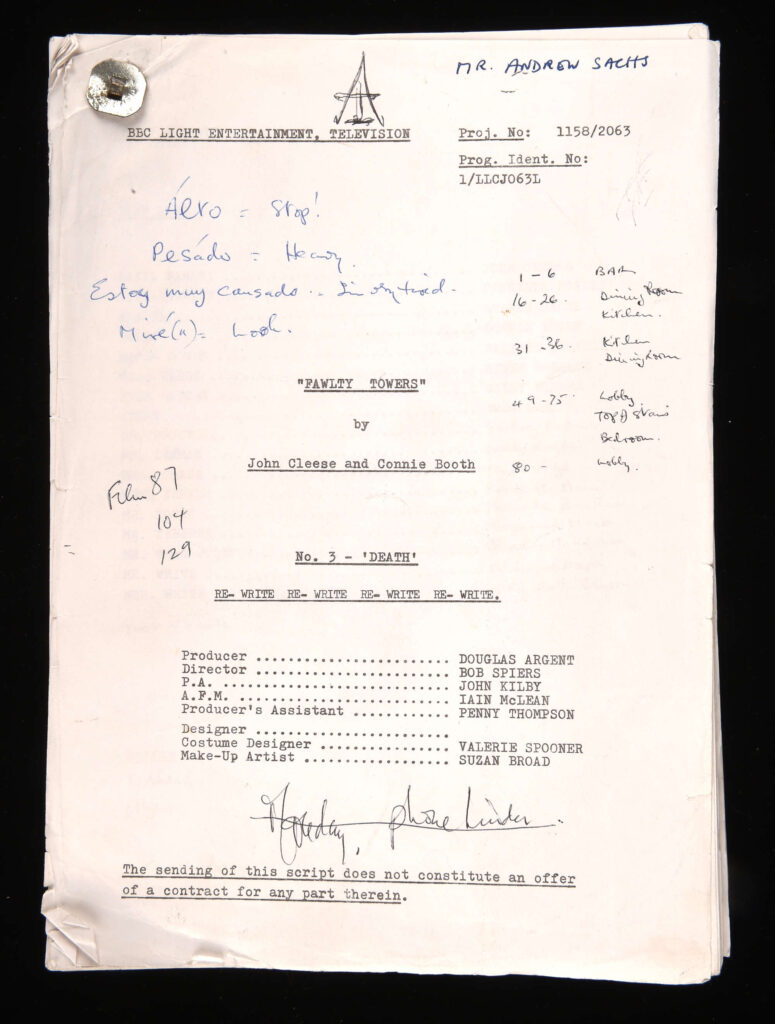 MR. ANDREW SACHS
BBC LIGHT ENTERTAINMENT, TELEVISION
Proj. No: 1158/2063
Prog. Ident. No:
1/LLCJ063L
Álto = Stop!
Pesádo = Heavy.
Estoy muy cansado .. I'm very tired.
Miré(n) = Look.
1 - 6 BAR
16 - 26. Dining Room
Kitchen.
31 - 36. Kitchen
Dining Room
49 - 75. Lobby
Top of Stairs
Bedroom.
80 - Lobby.
"FAWLTY TOWERS"
by
John Cleese and Connie Booth
Film 87
104
129
No. 3 - 'DEATH'
RE- WRITE RE- WRITE RE- WRITE RE- WRITE.
Producer ........................ DOUGLAS ARGENT
Director ........................ BOB SPIERS
P.A. ............................ JOHN KILBY
A.F.M. .......................... IAIN McLEAN
Producer's Assistant ............ PENNY THOMPSON
Designer ........................
Costume Designer ................ VALERIE SPOONER
Make-Up Artist .................. SUZAN BROAD
phone
The sending of this script does not constitute an offer
of a contract for any part therein.